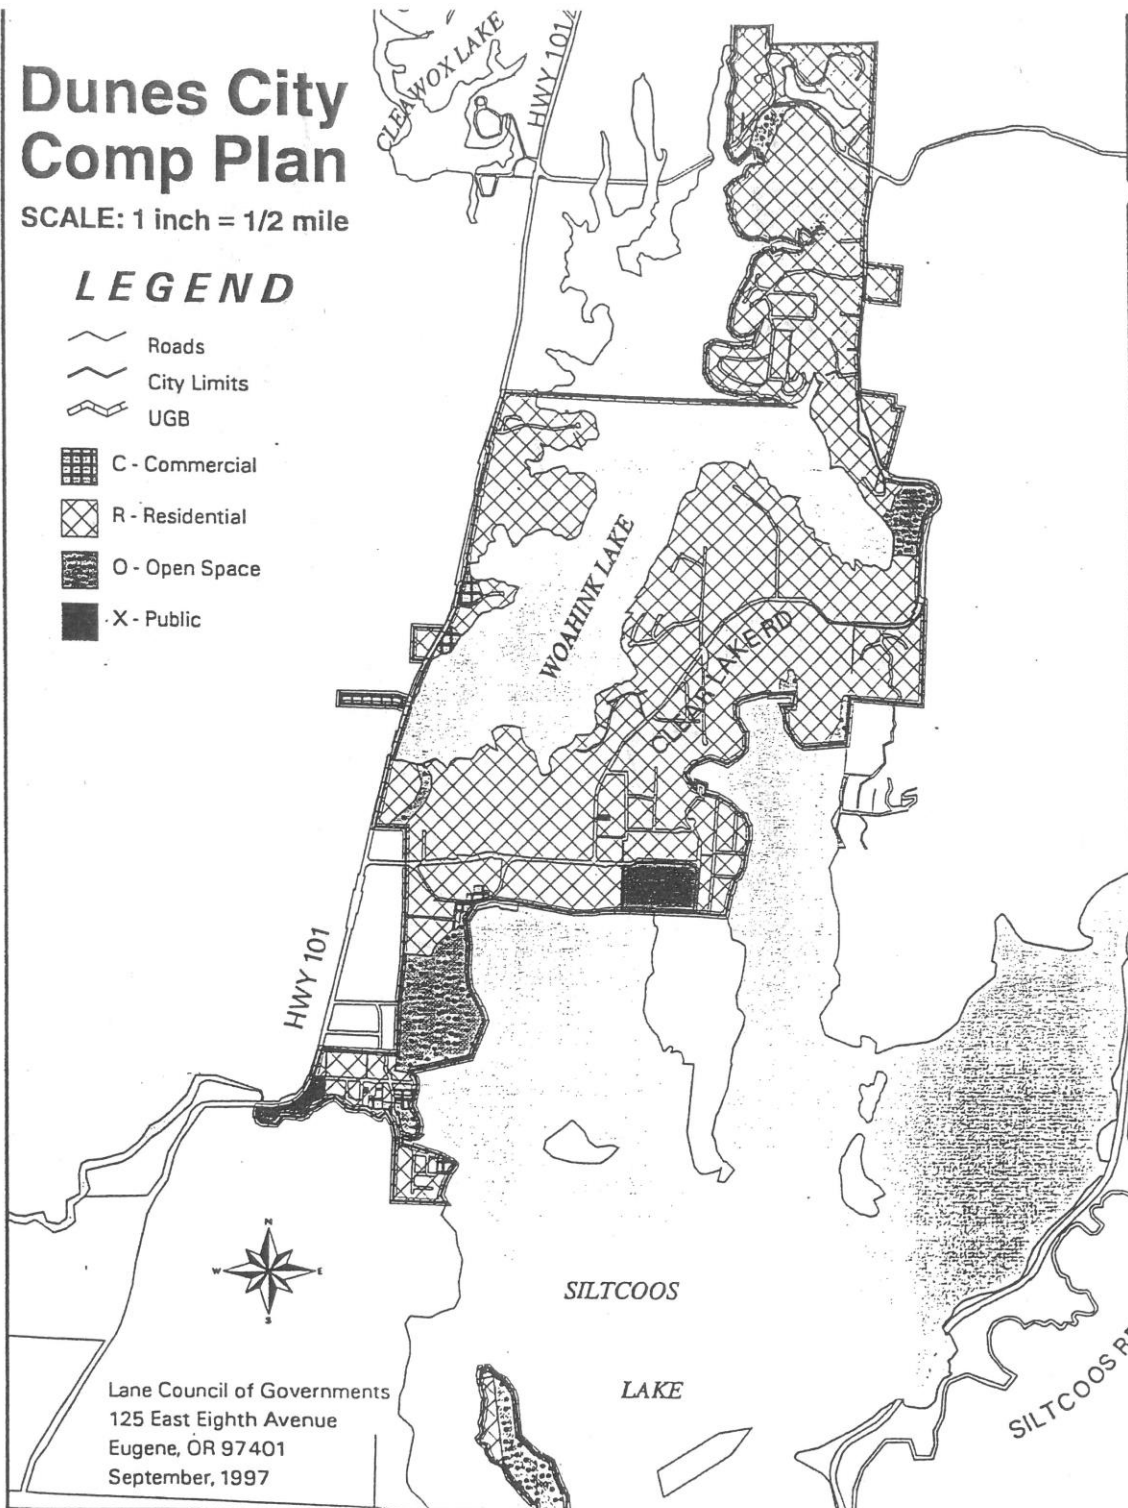 Dunes City
Comp Plan
SCALE: 1 inch = 1/2 mile
LEGEND
Roads
City Limits
UGB
C - Commercial
R - Residential
O - Open Space
X - Public
CLEAWOX LAKE
HWY 101
WOAHINK LAKE
CLEAR LAKE RD
HWY 101
N
W
E
S
SILTCOOS
LAKE
SILTCOOS
Lane Council of Governments
125 East Eighth Avenue
Eugene, OR 97401
September, 1997